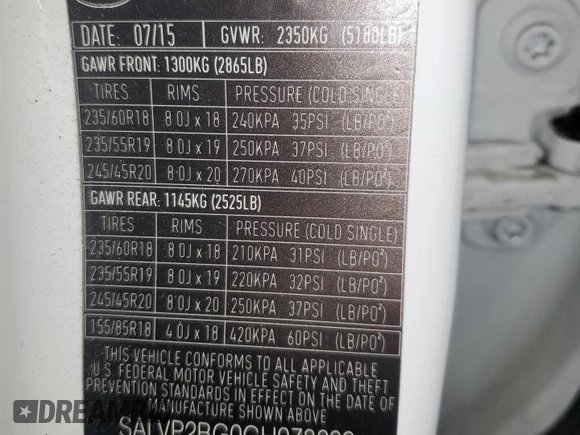 DATE: 07/15 GVWR: 2350KG (5180LB)
GAWR FRONT: 1300KG (2865LB)
TIRES RIMS PRESSURE (COLD SINGLE)
235/60R18 8.0J x 18 240KPA 35PSI (LB/PO²)
235/55R19 8.0J x 19 250KPA 37PSI (LB/PO²)
245/45R20 8.0J x 20 270KPA 40PSI (LB/PO²)
GAWR REAR: 1145KG (2525LB)
TIRES RIMS PRESSURE (COLD SINGLE)
235/60R18 8.0J x 18 210KPA 31PSI (LB/PO²)
235/55R19 8.0J x 19 220KPA 32PSI (LB/PO²)
245/45R20 8.0J x 20 250KPA 37PSI (LB/PO²)
155/85R18 4.0J x 18 420KPA 60PSI (LB/PO²)
THIS VEHICLE CONFORMS TO ALL APPLICABLE
U.S. FEDERAL MOTOR VEHICLE SAFETY AND THEFT
PREVENTION STANDARDS IN EFFECT ON THE DATE
OF MANUFACTURE SHOWN ABOVE
RAW2.DIRTYHISTORY.COM